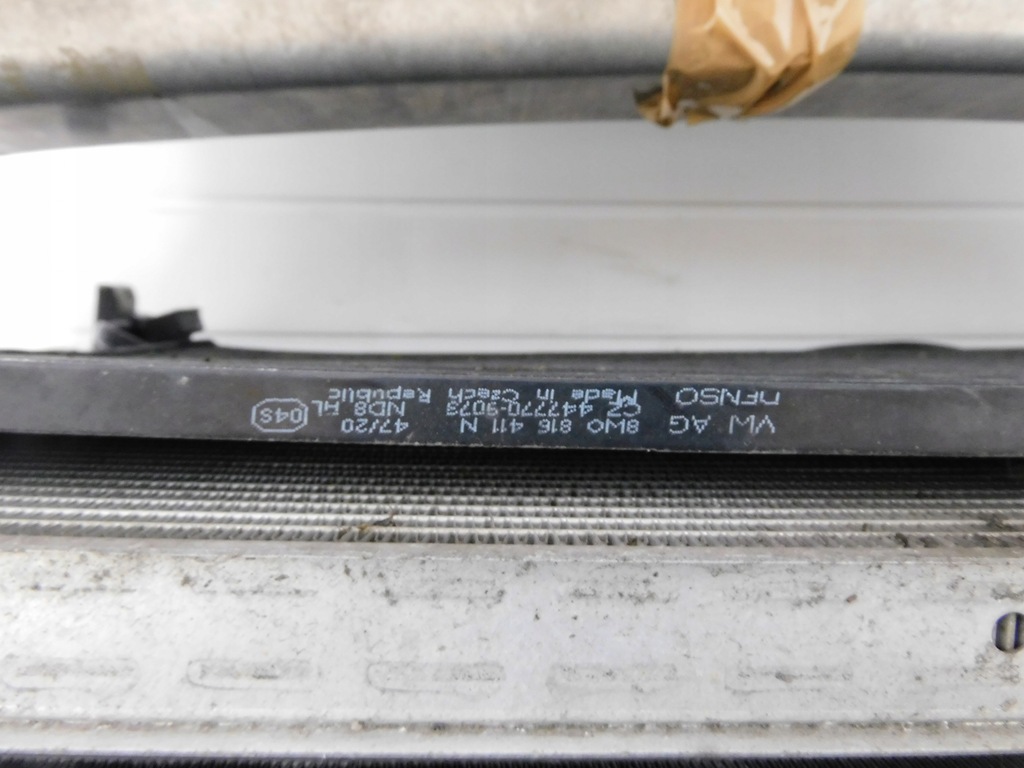 VW AG 8W0 816 411 N 47/20
DENSO CZ 447770-9073 ND8 HL 04S
Made in Czech Republic